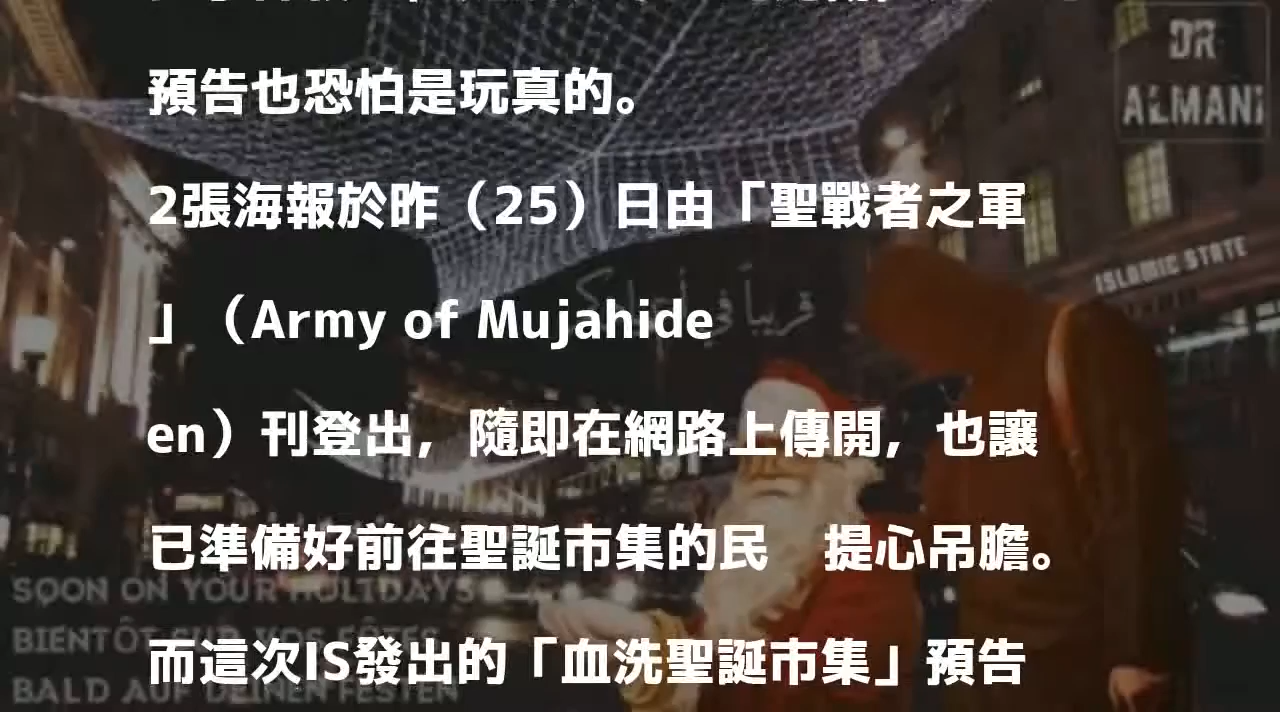 DR
ALMANI
預告也恐怕是玩真的。
2張海報於昨（25）日由「聖戰者之軍
ISLAMIC STATE
قريباً في أعيادكم
」（Army of Mujahide
en）刊登出，隨即在網路上傳開，也讓
已準備好前往聖誕市集的民 提心吊膽。
SOON ON YOUR HOLIDAYS
BIENTÔT SUR VOS FÊTES
而這次IS發出的「血洗聖誕市集」預告
BALD AUF DEINEN FESTEN